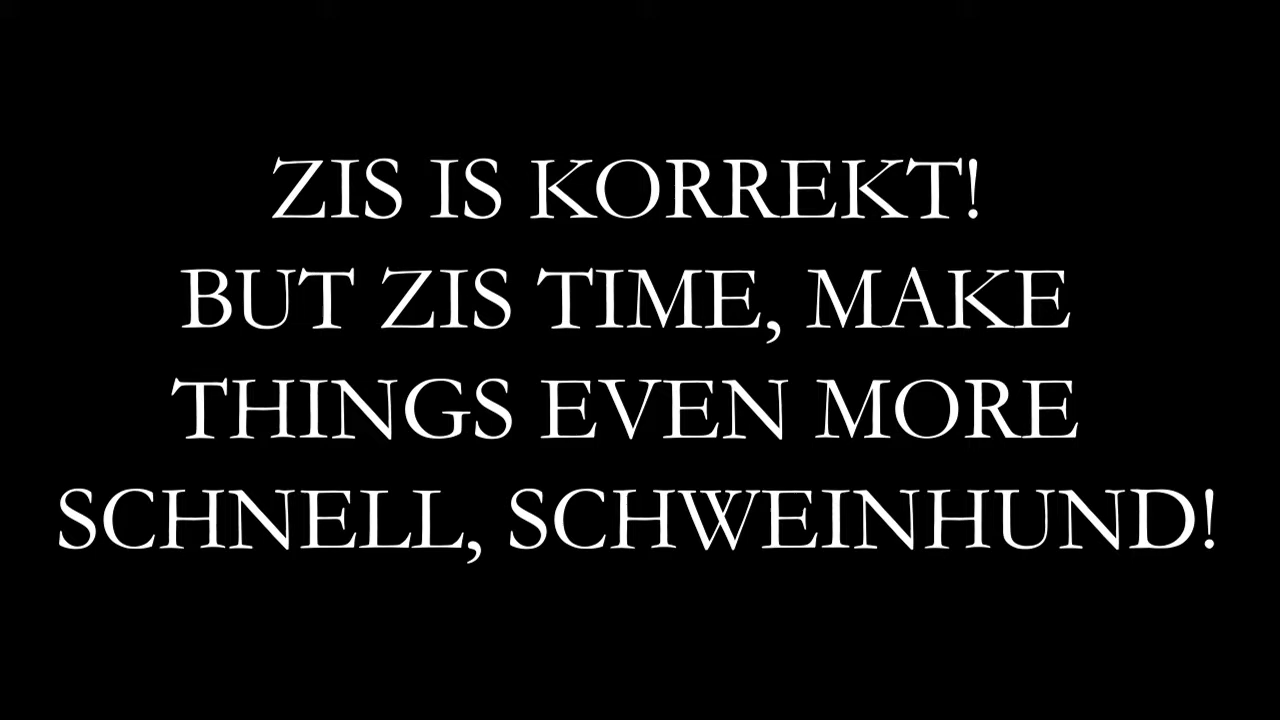 ZIS IS KORREKT!
BUT ZIS TIME, MAKE
THINGS EVEN MORE
SCHNELL, SCHWEINHUND!